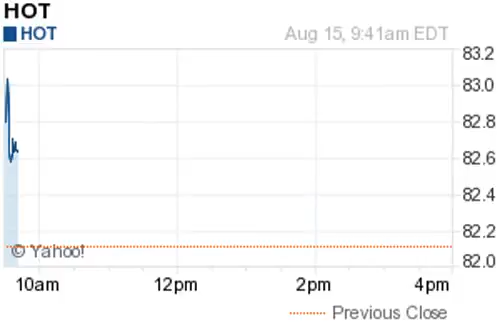 HOT
HOT Aug 15, 9:41am EDT
83.2
83.0
82.8
82.6
82.4
82.2
82.0
© Yahoo!
10am 12pm 2pm 4pm
Previous Close